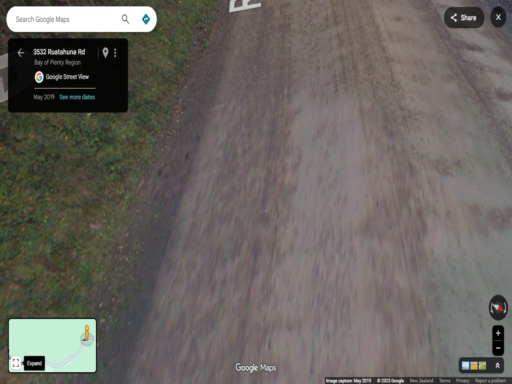 R
Search Google Maps
Share
X
3532 Ruatahuna Rd
Bay of Plenty Region
Google Street View
May 2019 See more dates
Expand
Google Maps
+
−
Image capture: May 2019 © 2023 Google New Zealand Terms Privacy Report a problem